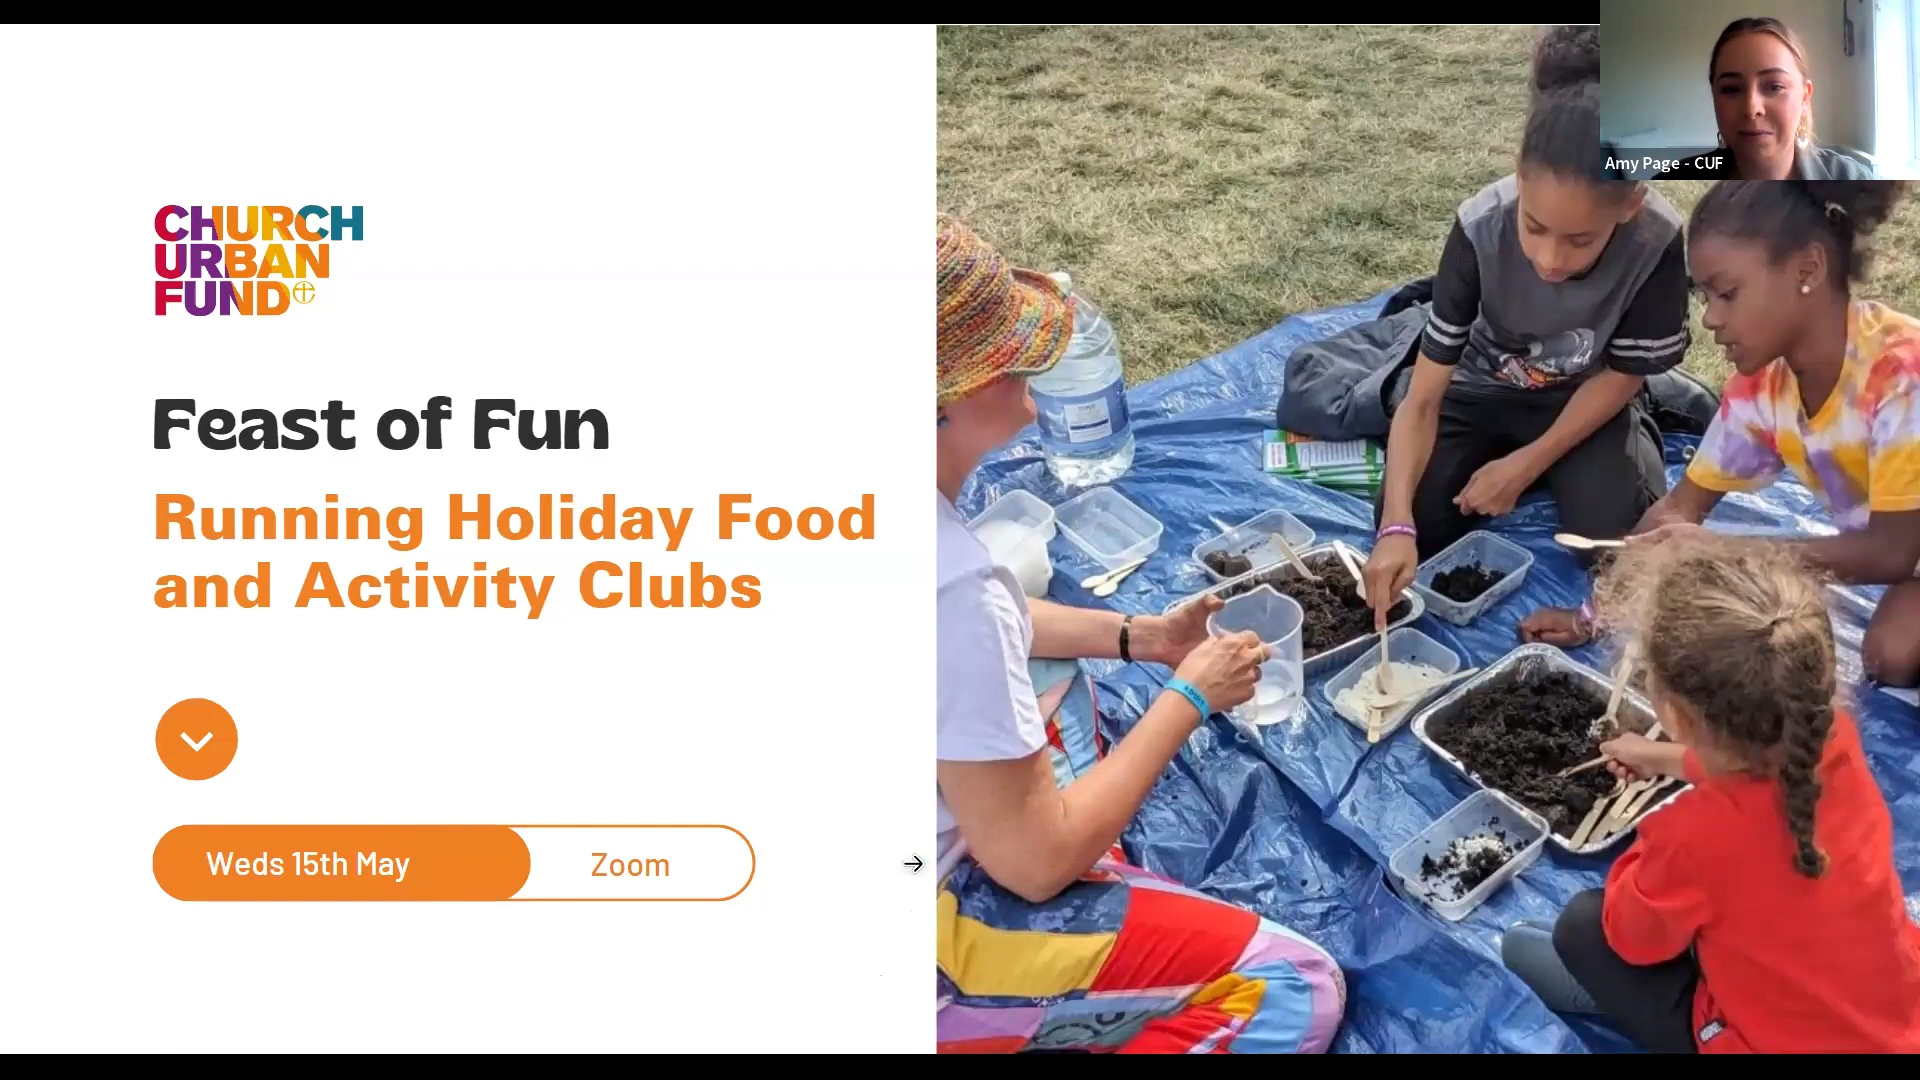 Amy Page - CUF
CHURCH
URBAN
FUND
Feast of Fun
Running Holiday Food
and Activity Clubs
Weds 15th May
Zoom